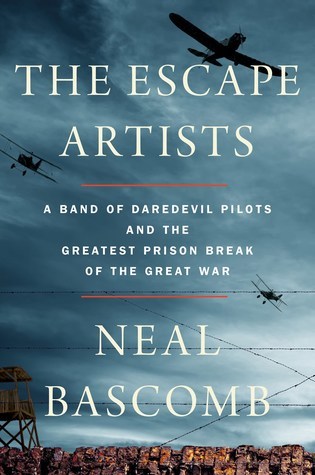 THE ESCAPE
ARTISTS
A BAND OF DAREDEVIL PILOTS
AND THE
GREATEST PRISON BREAK
OF THE GREAT WAR
NEAL
BASCOMB